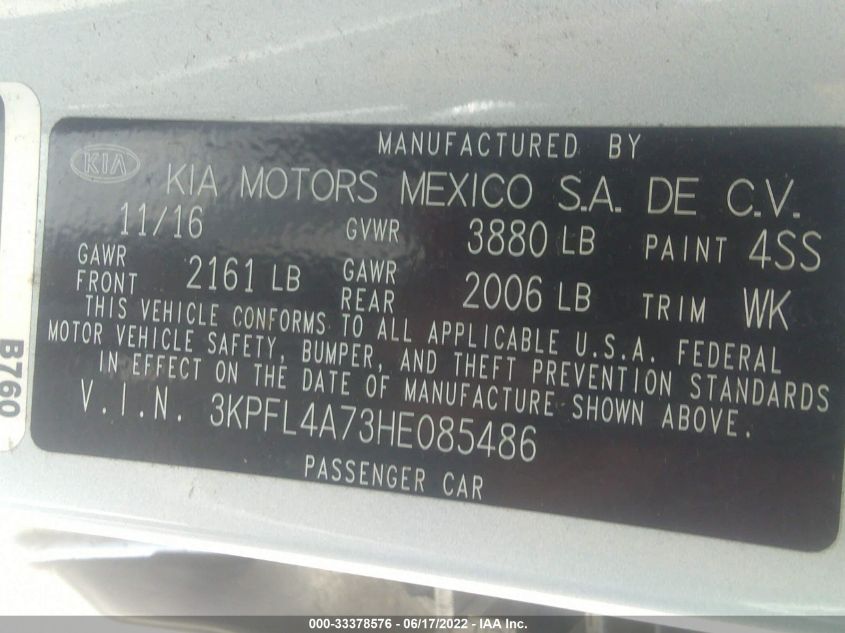 MANUFACTURED BY
KIA KIA MOTORS MEXICO S.A. DE C.V.
11/16 GVWR 3880 LB PAINT 4SS
GAWR FRONT 2161 LB GAWR REAR 2006 LB TRIM WK
THIS VEHICLE CONFORMS TO ALL APPLICABLE U.S.A. FEDERAL
MOTOR VEHICLE SAFETY, BUMPER, AND THEFT PREVENTION STANDARDS
IN EFFECT ON THE DATE OF MANUFACTURE SHOWN ABOVE.
V.I.N. 3KPFL4A73HE085486
PASSENGER CAR
B760
000-33378576 - 06/17/2022 - IAA Inc.